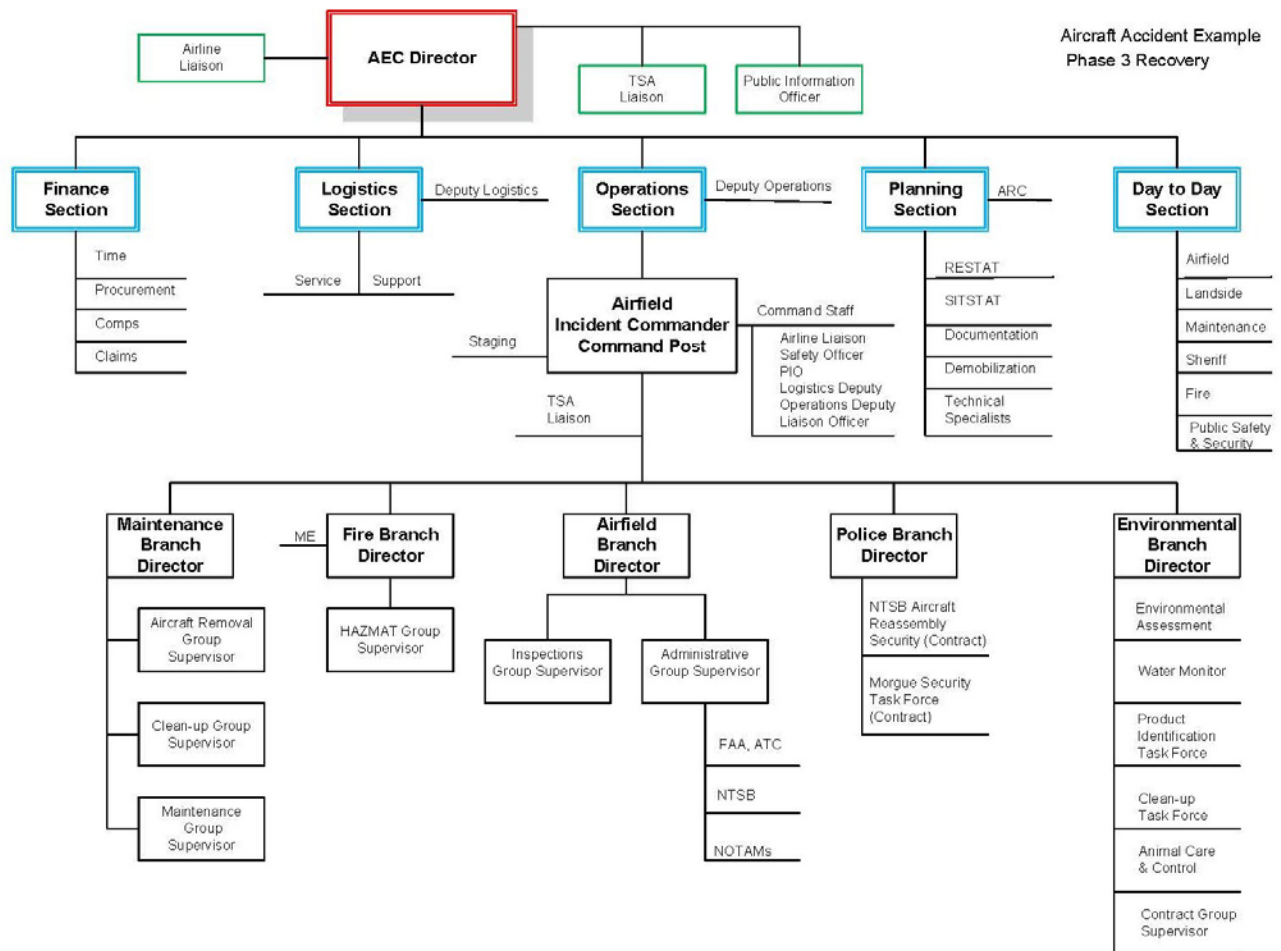 Aircraft Accident Example
Phase 3 Recovery
Airline
Liaison
AEC Director
TSA
Liaison
Public Information
Officer
Finance
Section
Logistics
Section
Deputy Logistics
Operations
Section
Deputy Operations
Planning
Section
ARC
Day to Day
Section
Time
Procurement
Comps
Claims
Service
Support
Airfield
Incident Commander
Command Post
Staging
TSA
Liaison
Command Staff
Airline Liaison
Safety Officer
PIO
Logistics Deputy
Operations Deputy
Liaison Officer
RESTAT
SITSTAT
Documentation
Demobilization
Technical
Specialists
Airfield
Landside
Maintenance
Sheriff
Fire
Public Safety
& Security
Maintenance
Branch
Director
Aircraft Removal
Group
Supervisor
Clean-up Group
Supervisor
Maintenance
Group
Supervisor
ME
Fire Branch
Director
HAZMAT Group
Supervisor
Airfield
Branch
Director
Inspections
Group Supervisor
Administrative
Group Supervisor
FAA, ATC
NTSB
NOTAMs
Police Branch
Director
NTSB Aircraft
Reassembly
Security (Contract)
Morgue Security
Task Force
(Contract)
Environmental
Branch
Director
Environmental
Assessment
Water Monitor
Product
Identification
Task Force
Clean-up
Task Force
Animal Care
& Control
Contract Group
Supervisor